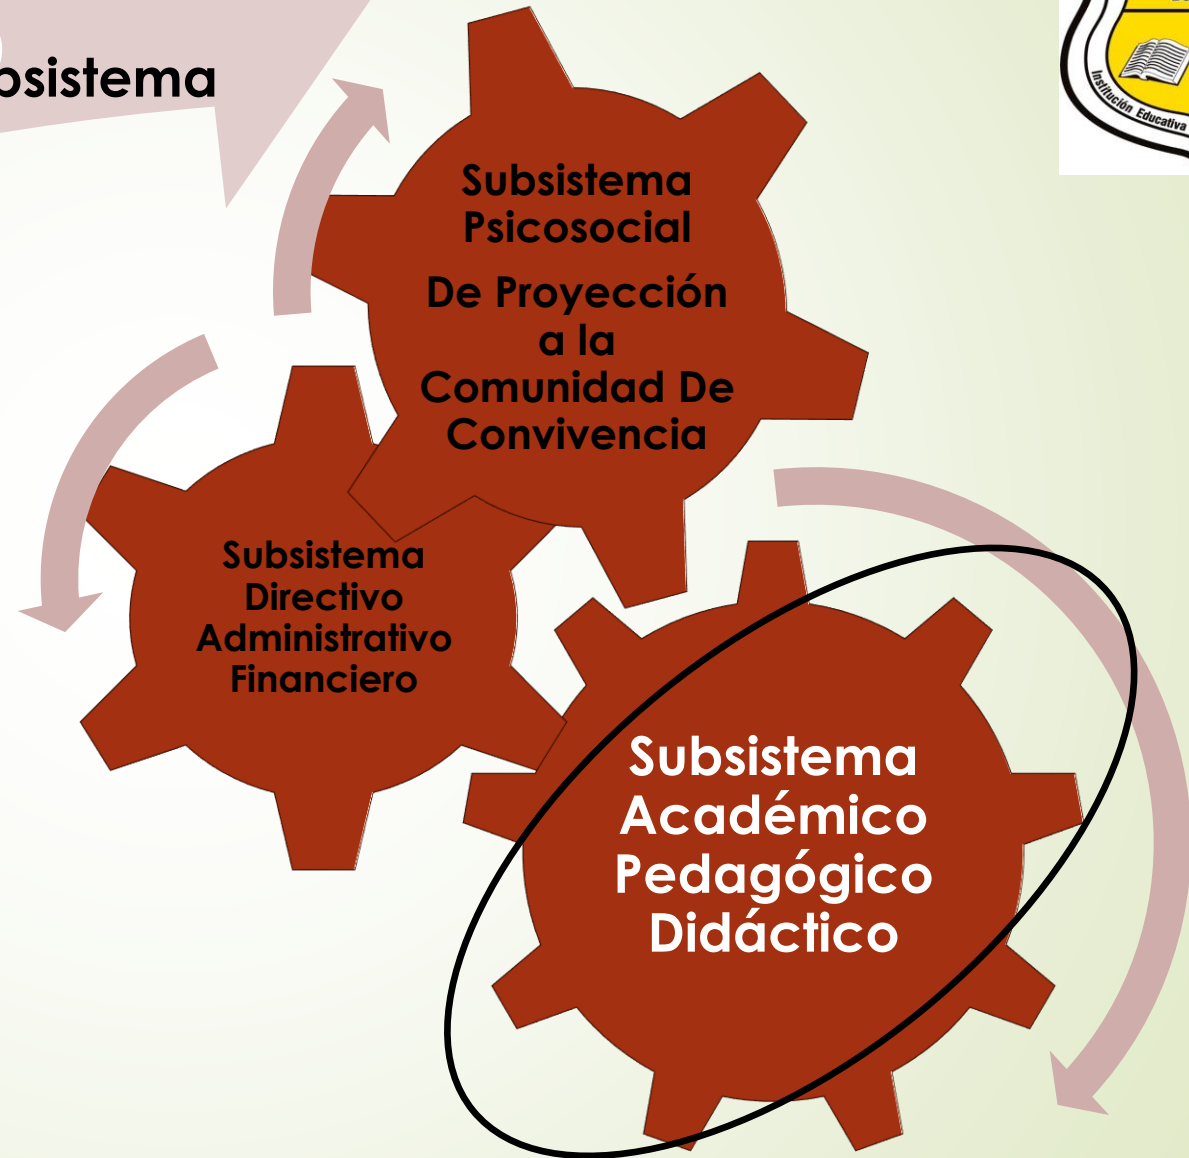 bsistema
Subsistema
Psicosocial
De Proyección
a la
Comunidad De
Convivencia
Subsistema
Directivo
Administrativo
Financiero
Subsistema
Académico
Pedagógico
Didáctico
Institución Educativa